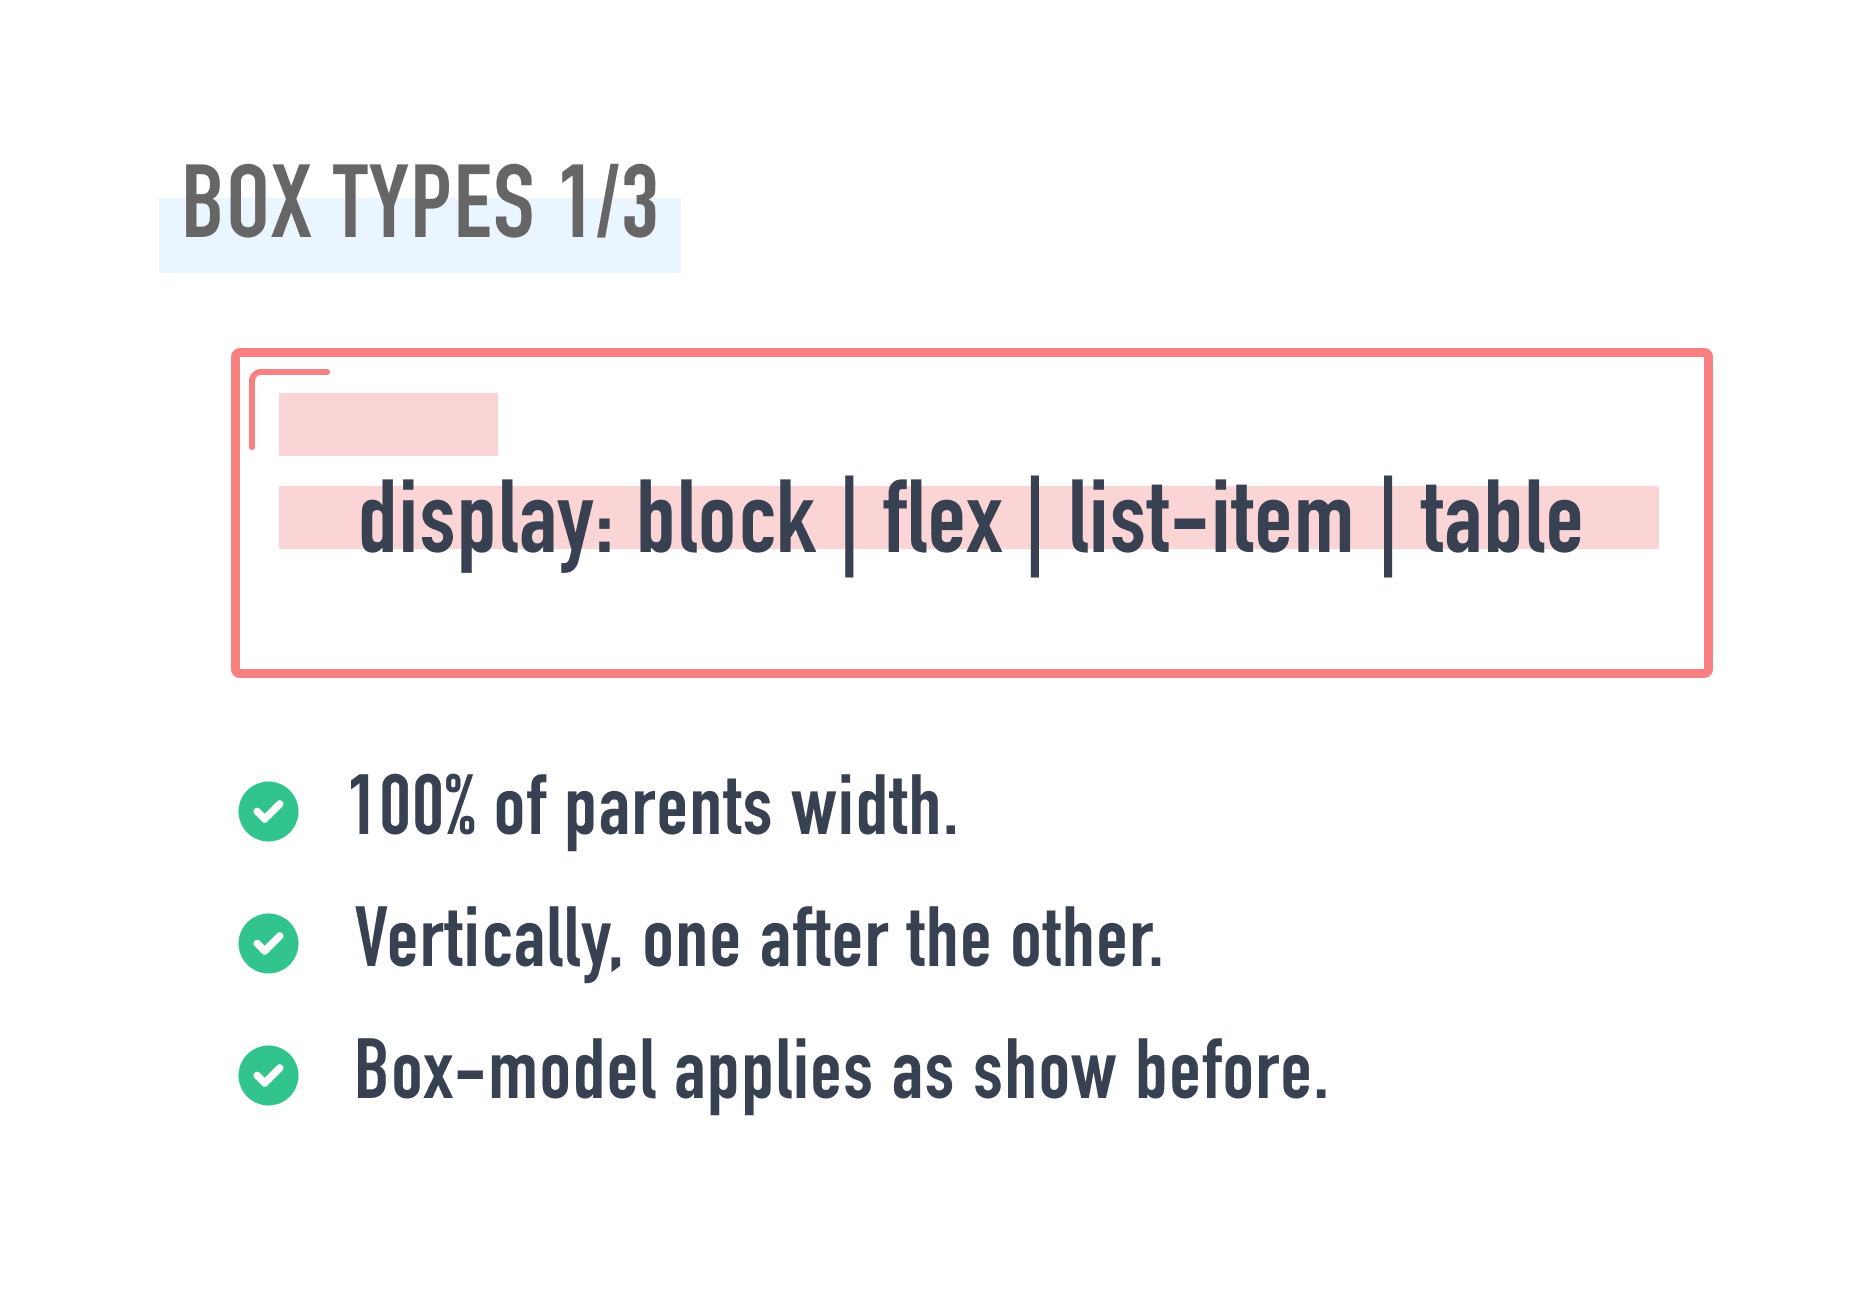 BOX TYPES 1/3
display: block | flex | list-item | table
100% of parents width.
Vertically, one after the other.
Box-model applies as show before.